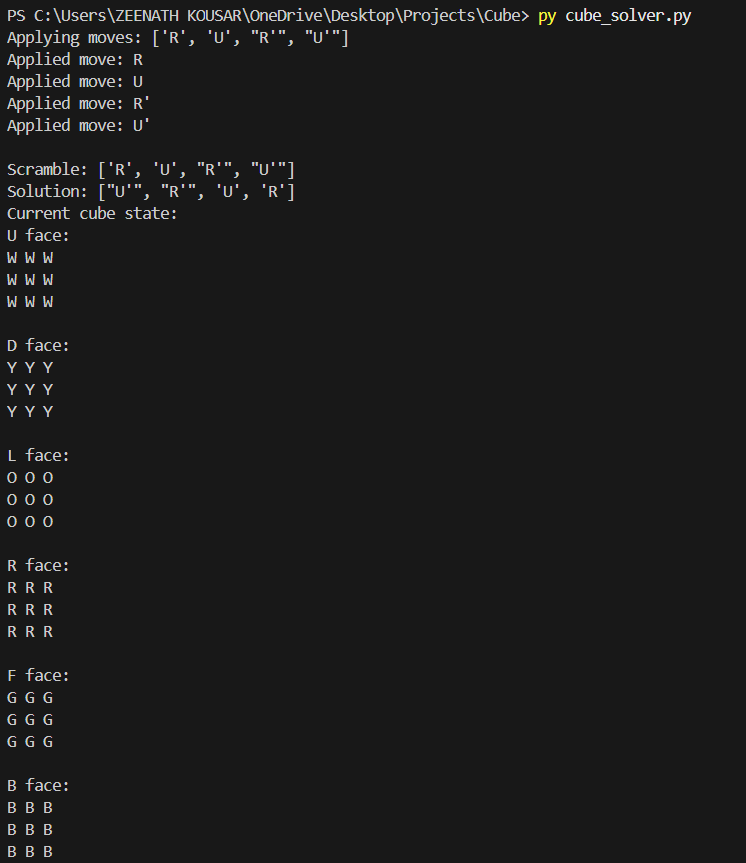 PS C:\Users\ZEENATH KOUSAR\OneDrive\Desktop\Projects\Cube> py cube_solver.py
Applying moves: ['R', 'U', "R'", "U'"]
Applied move: R
Applied move: U
Applied move: R'
Applied move: U'
Scramble: ['R', 'U', "R'", "U'"]
Solution: ["U'", "R'", 'U', 'R']
Current cube state:
U face:
W W W
W W W
W W W
D face:
Y Y Y
Y Y Y
Y Y Y
L face:
O O O
O O O
O O O
R face:
R R R
R R R
R R R
F face:
G G G
G G G
G G G
B face:
B B B
B B B
B B B